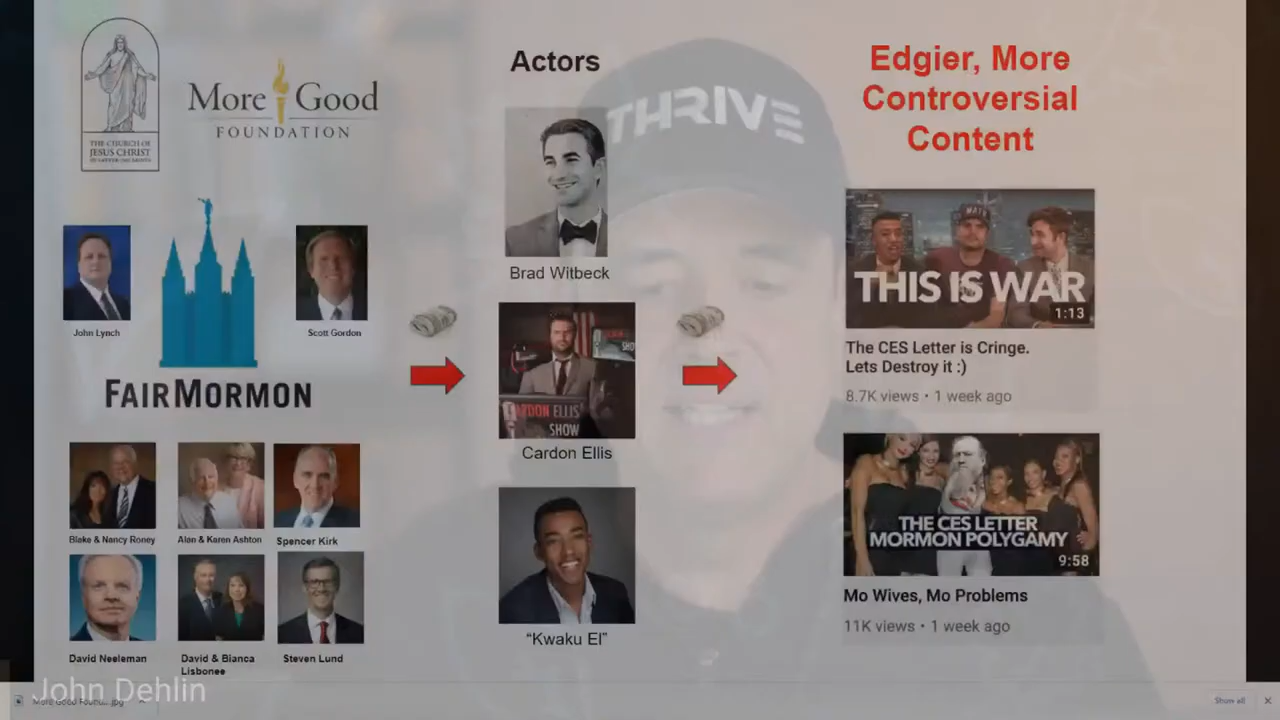 THE CHURCH OF
JESUS CHRIST
OF LATTER-DAY SAINTS
More Good
FOUNDATION
John Lynch
Scott Gordon
FAIRMORMON
Blake & Nancy Roney
Alan & Karen Ashton
Spencer Kirk
David Neeleman
David & Bianca
Lisbonee
Steven Lund
Actors
THRIVE
Brad Witbeck
CARDON ELLIS
SHOW
Cardon Ellis
“Kwaku El”
Edgier, More
Controversial
Content
THIS IS WAR
1:13
The CES Letter is Cringe.
Lets Destroy it :)
8.7K views • 1 week ago
THE CES LETTER
MORMON POLYGAMY
9:58
Mo Wives, Mo Problems
11K views • 1 week ago
John Dehlin
More Good Foun....jpg
Show all